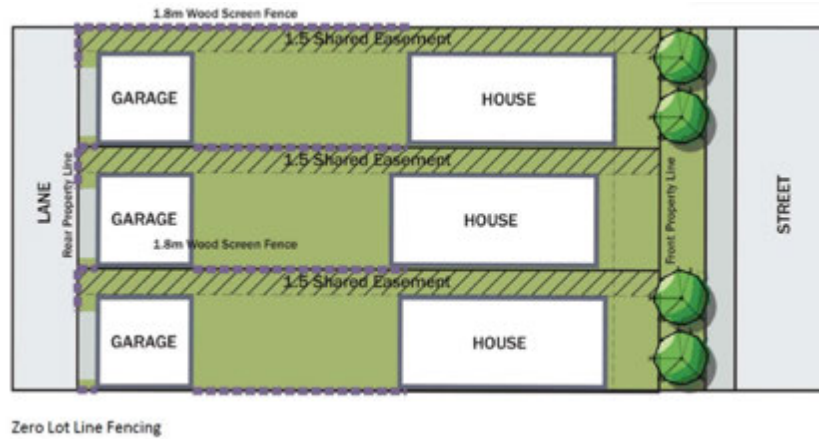 1.8m Wood Screen Fence
1.5 Shared Easement
GARAGE
HOUSE
1.5 Shared Easement
LANE
Rear Property Line
GARAGE
HOUSE
Front Property Line
STREET
1.8m Wood Screen Fence
1.5 Shared Easement
GARAGE
HOUSE
Zero Lot Line Fencing